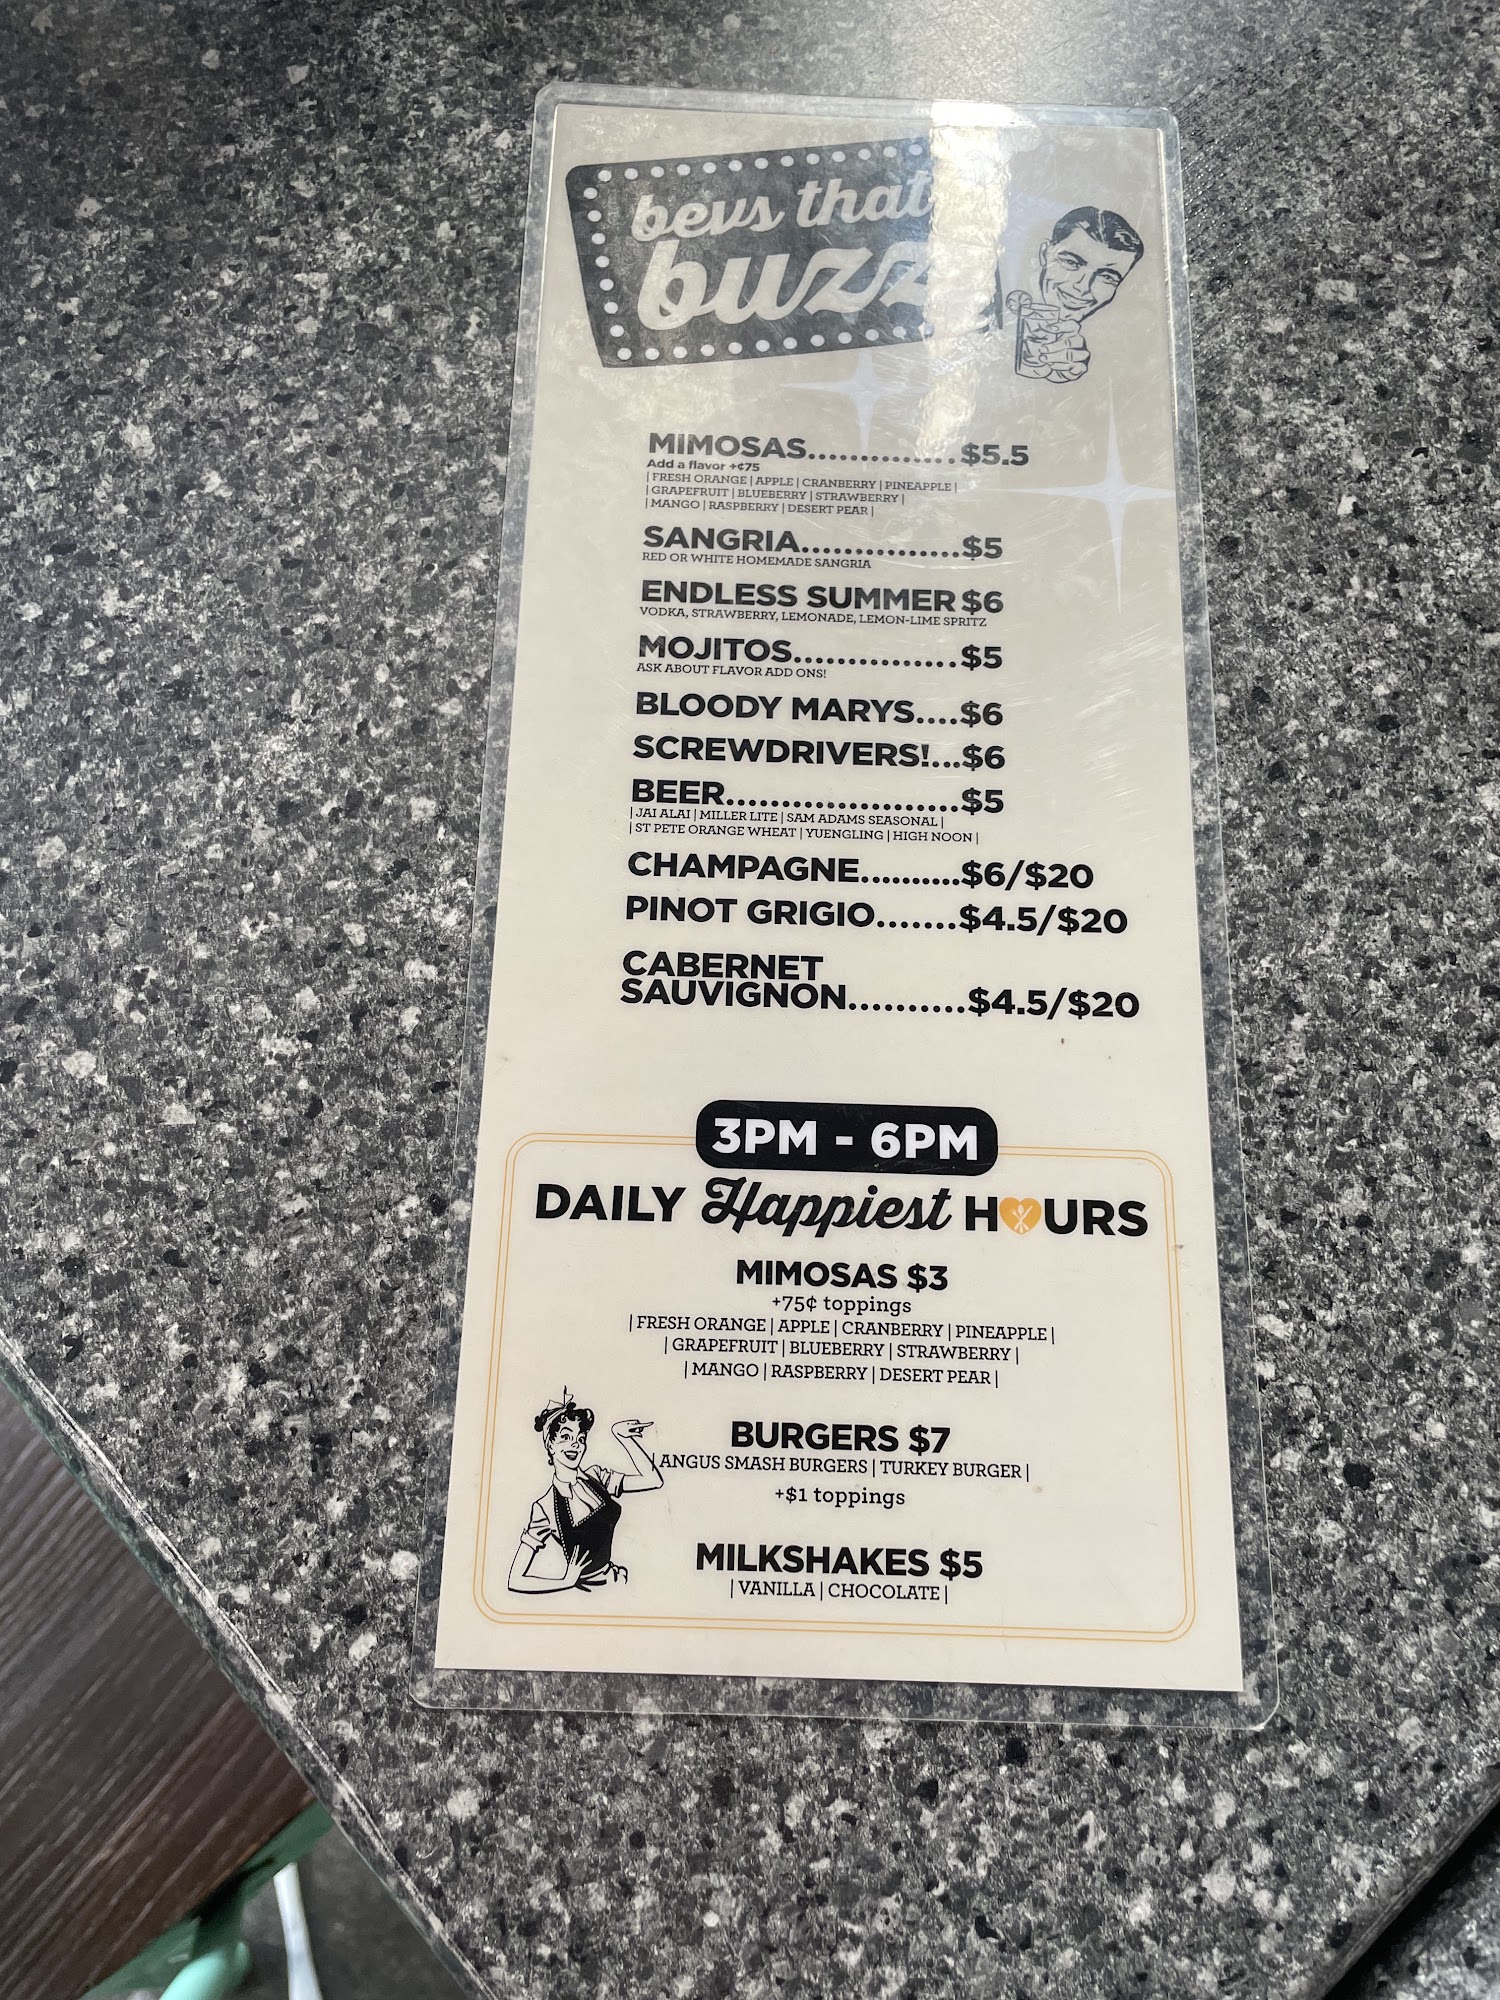 bevs that
buzz
MIMOSAS..............$5.5
Add a flavor +¢75
| FRESH ORANGE | APPLE | CRANBERRY | PINEAPPLE |
| GRAPEFRUIT | BLUEBERRY | STRAWBERRY |
| MANGO | RASPBERRY | DESERT PEAR |
SANGRIA...............$5
RED OR WHITE HOMEMADE SANGRIA
ENDLESS SUMMER $6
VODKA, STRAWBERRY, LEMONADE, LEMON-LIME SPRITZ
MOJITOS................$5
ASK ABOUT FLAVOR ADD ONS!
BLOODY MARYS....$6
SCREWDRIVERS!...$6
BEER......................$5
| JAI ALAI | MILLER LITE | SAM ADAMS SEASONAL |
| ST PETE ORANGE WHEAT | YUENGLING | HIGH NOON |
CHAMPAGNE..........$6/$20
PINOT GRIGIO.......$4.5/$20
CABERNET
SAUVIGNON..........$4.5/$20
3PM - 6PM
DAILY Happiest HOURS
MIMOSAS $3
+75¢ toppings
| FRESH ORANGE | APPLE | CRANBERRY | PINEAPPLE |
| GRAPEFRUIT | BLUEBERRY | STRAWBERRY |
| MANGO | RASPBERRY | DESERT PEAR |
BURGERS $7
| ANGUS SMASH BURGERS | TURKEY BURGER |
+$1 toppings
MILKSHAKES $5
| VANILLA | CHOCOLATE |